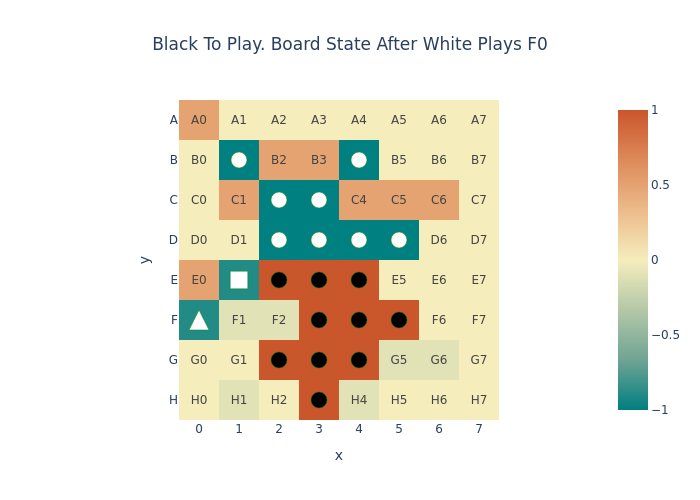 Black To Play. Board State After White Plays F0
A A0 A1 A2 A3 A4 A5 A6 A7
B B0 B2 B3 B5 B6 B7
C C0 C1 C4 C5 C6 C7
D D0 D1 D6 D7
E E0 E5 E6 E7
F F1 F2 F6 F7
G G0 G1 G5 G6 G7
H H0 H1 H2 H4 H5 H6 H7
0 1 2 3 4 5 6 7
x
y
1
0.5
0
−0.5
−1